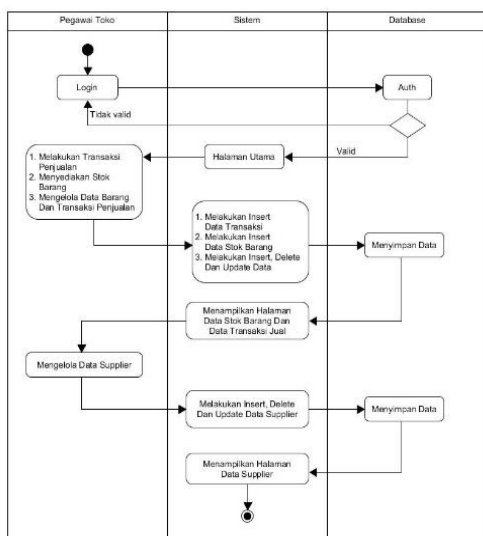 Pegawai Toko
Sistem
Database
Login
Auth
Tidak valid
Valid
Halaman Utama
1. Melakukan Transaksi
Penjualan
2. Menyediakan Stok
Barang
3. Mengelola Data Barang
Dan Transaksi Penjualan
1. Melakukan Insert
Data Transaksi
2. Melakukan Insert
Data Stok Barang
3. Melakukan Insert, Delete
Dan Update Data
Menyimpan Data
Menampilkan Halaman
Data Stok Barang Dan
Data Transaksi Jual
Mengelola Data Supplier
Melakukan Insert, Delete
Dan Update Data Supplier
Menyimpan Data
Menampilkan Halaman
Data Supplier